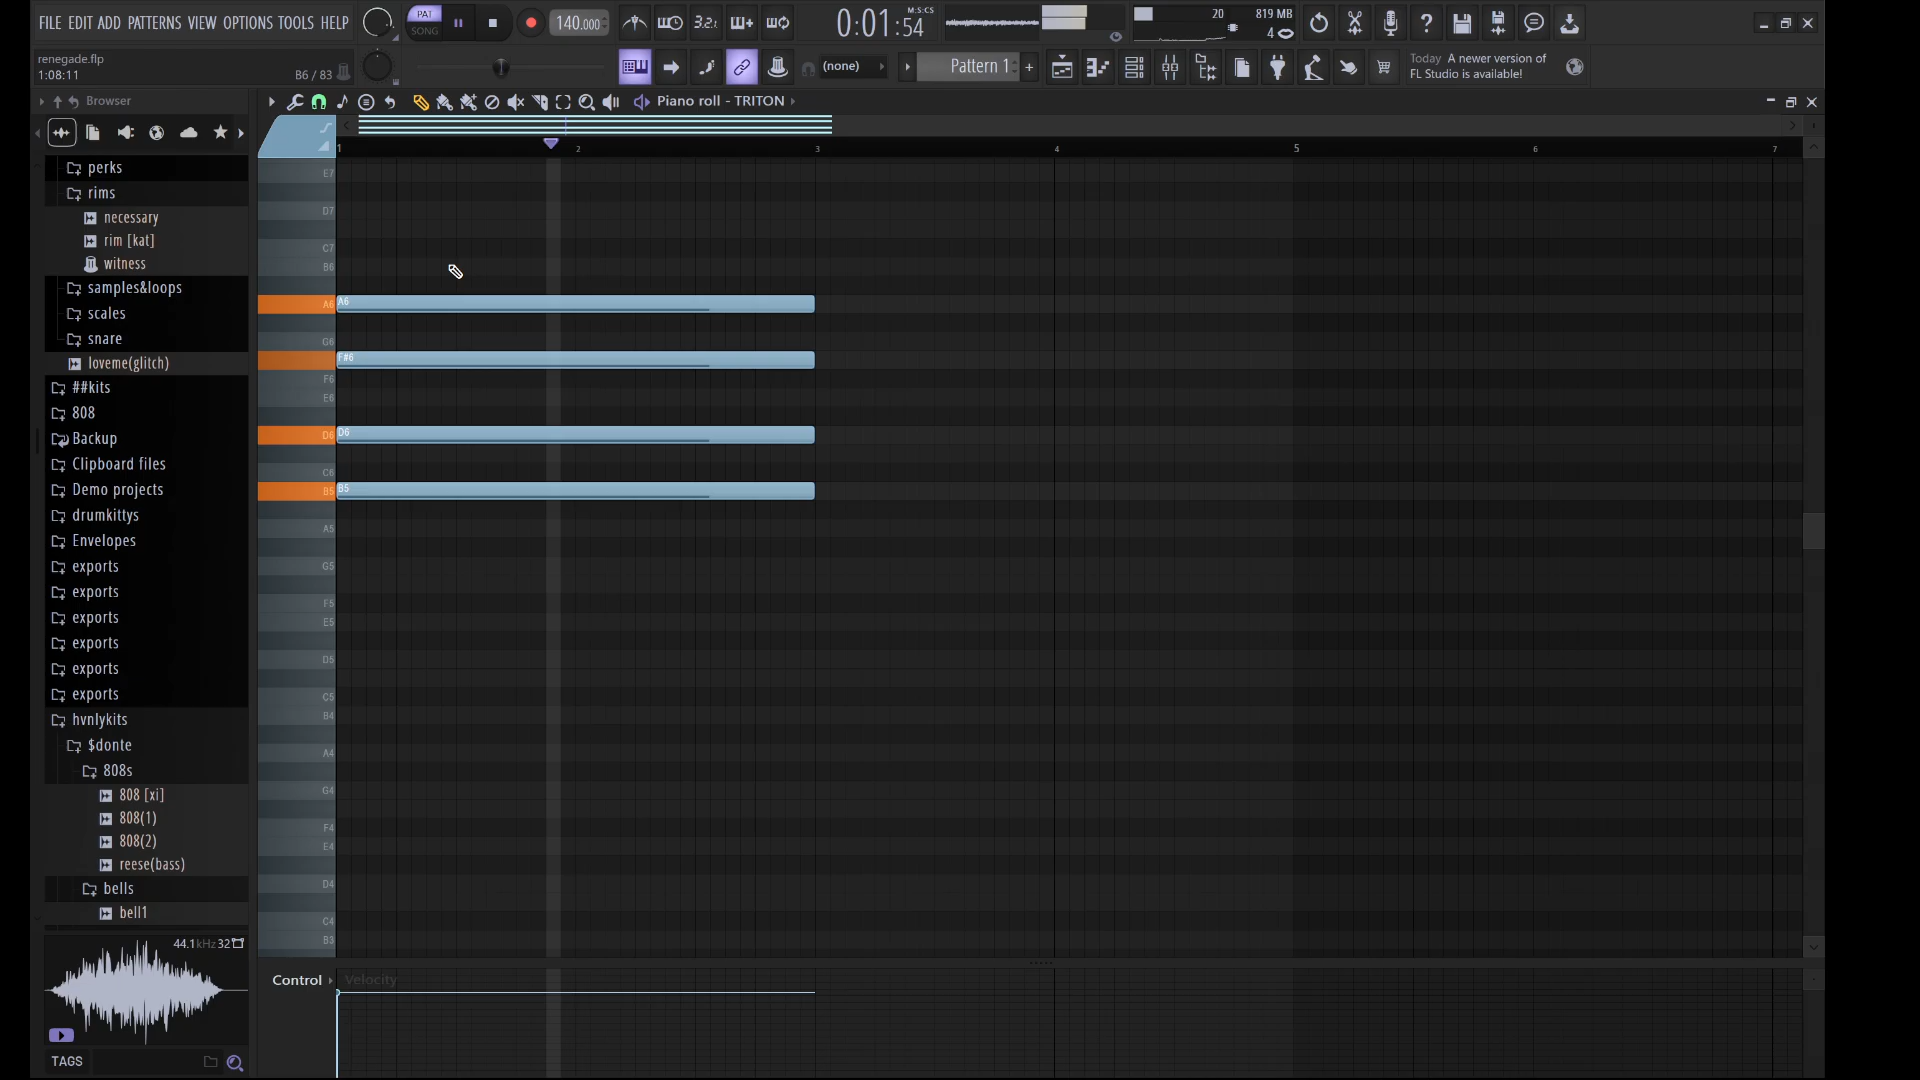 FILE EDIT ADD PATTERNS VIEW OPTIONS TOOLS HELP
PAT
SONG
140.000
3.2.1
0:01:54
M:S:CS
20
819 MB
4
renegade.flp
B6 / 83
(none)
Pattern 1
+
Today A newer version of
FL Studio is available!
Browser
Piano roll - TRITON
1 2 3 4 5 6 7
perks
rims
necessary
rim [kat]
witness
samples&loops
scales
snare
loveme(glitch)
##kits
808
Backup
Clipboard files
Demo projects
drumkittys
Envelopes
exports
exports
exports
exports
exports
exports
hvnlykits
$donte
808s
808 [xi]
808(1)
808(2)
reese(bass)
bells
bell1
44.1kHz 32
TAGS
E7
D7
C7
B6
A6 A6
G6
F#6
F6
E6
D6 D6
C6
B5 B5
A5
G5
F5
E5
D5
C5
B4
A4
G4
F4
E4
D4
C4
B3
Control
Velocity